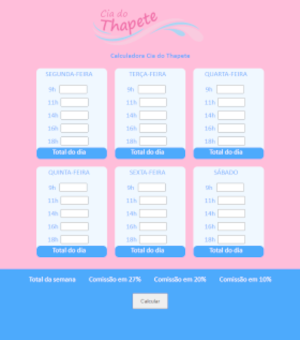 Cia do
Thapete
Calculadora Cia do Thapete
SEGUNDA-FEIRA TERÇA-FEIRA QUARTA-FEIRA
9h 9h 9h
11h 11h 11h
14h 14h 14h
16h 16h 16h
18h 18h 18h
Total do dia Total do dia Total do dia
QUINTA-FEIRA SEXTA-FEIRA SÁBADO
9h 9h 9h
11h 11h 11h
14h 14h 14h
16h 16h 16h
18h 18h 18h
Total do dia Total do dia Total do dia
Total da semana Comissão em 27% Comissão em 20% Comissão em 10%
Calcular